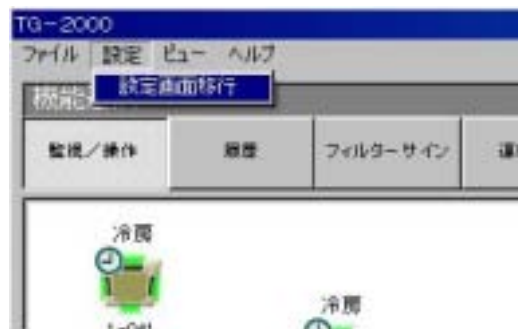 TG-2000
ファイル 設定 ビュー ヘルプ
設定画面移行
機能
監視／操作 履歴 フィルターサイン
冷房
冷房